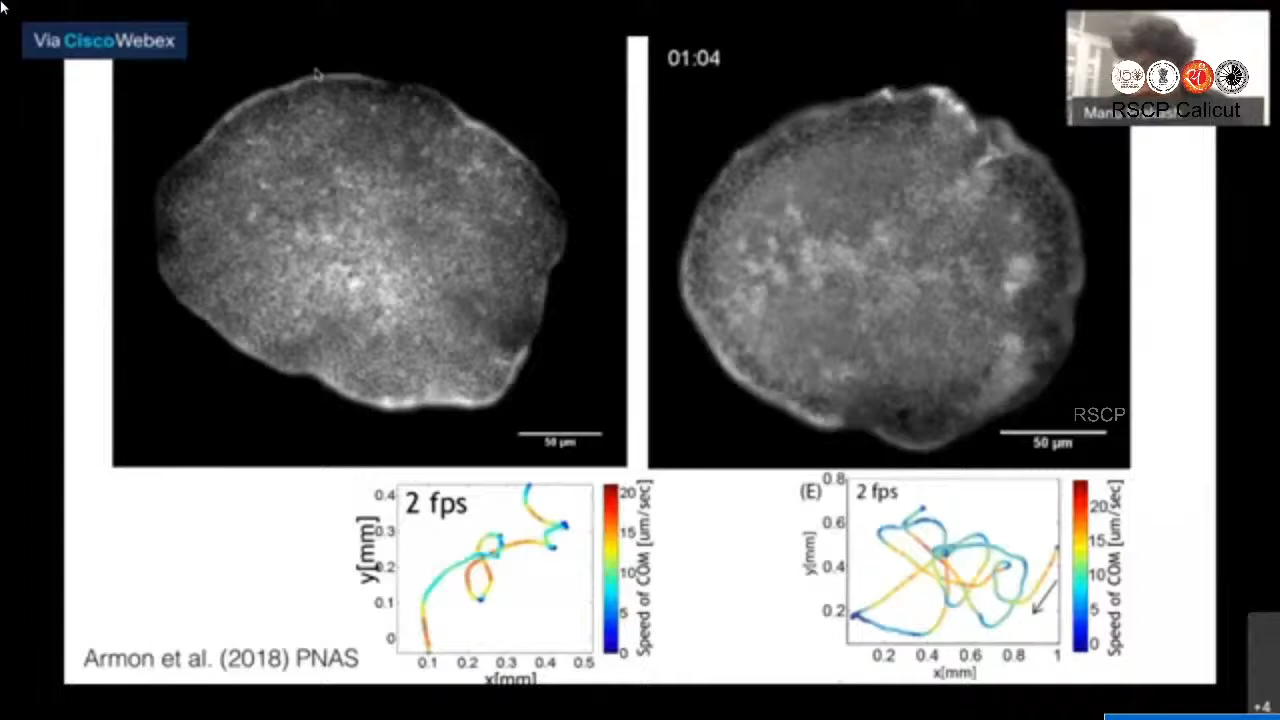 Via CiscoWebex
01:04
RSCP Calicut
RSCP
50 µm
50 µm
2 fps
y[mm]
0.4
0.3
0.2
0.1
0
0.1 0.2 0.3 0.4 0.5
x[mm]
20
15
10
5
0
Speed of COM [um/sec]
(E)
2 fps
y[mm]
0.8
0.6
0.4
0.2
0.2 0.4 0.6 0.8 1
x[mm]
20
15
10
5
0
Speed of COM [um/sec]
Armon et al. (2018) PNAS
+4